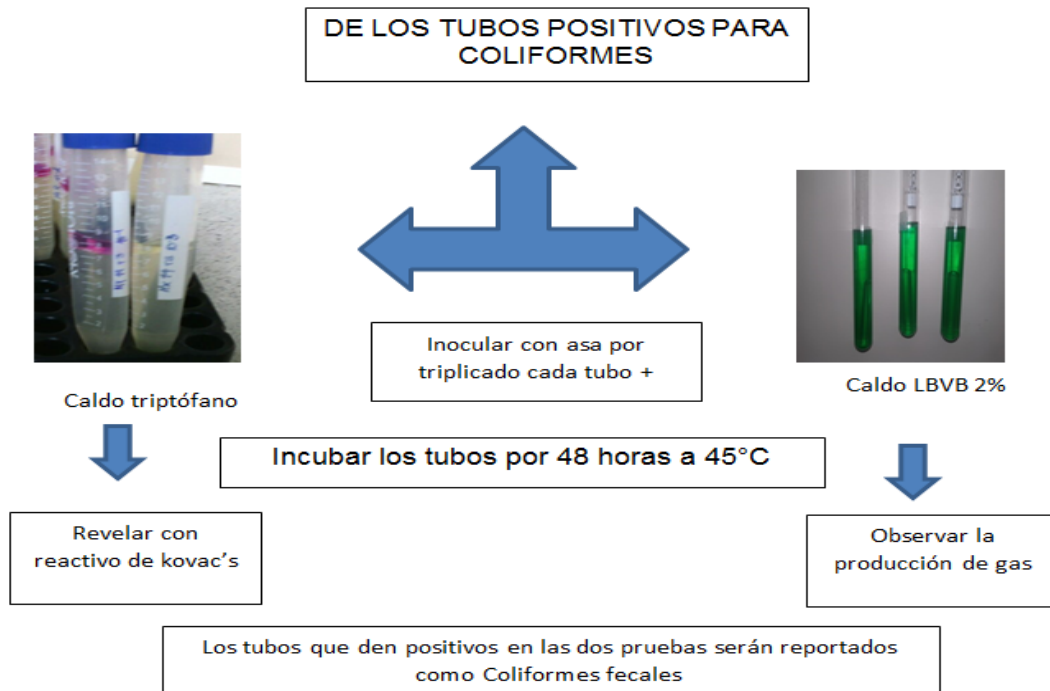 DE LOS TUBOS POSITIVOS PARA
COLIFORMES
Caldo triptófano
Inocular con asa por
triplicado cada tubo +
Caldo LBVB 2%
Incubar los tubos por 48 horas a 45°C
Revelar con
reactivo de kovac's
Observar la
producción de gas
Los tubos que den positivos en las dos pruebas serán reportados
como Coliformes fecales